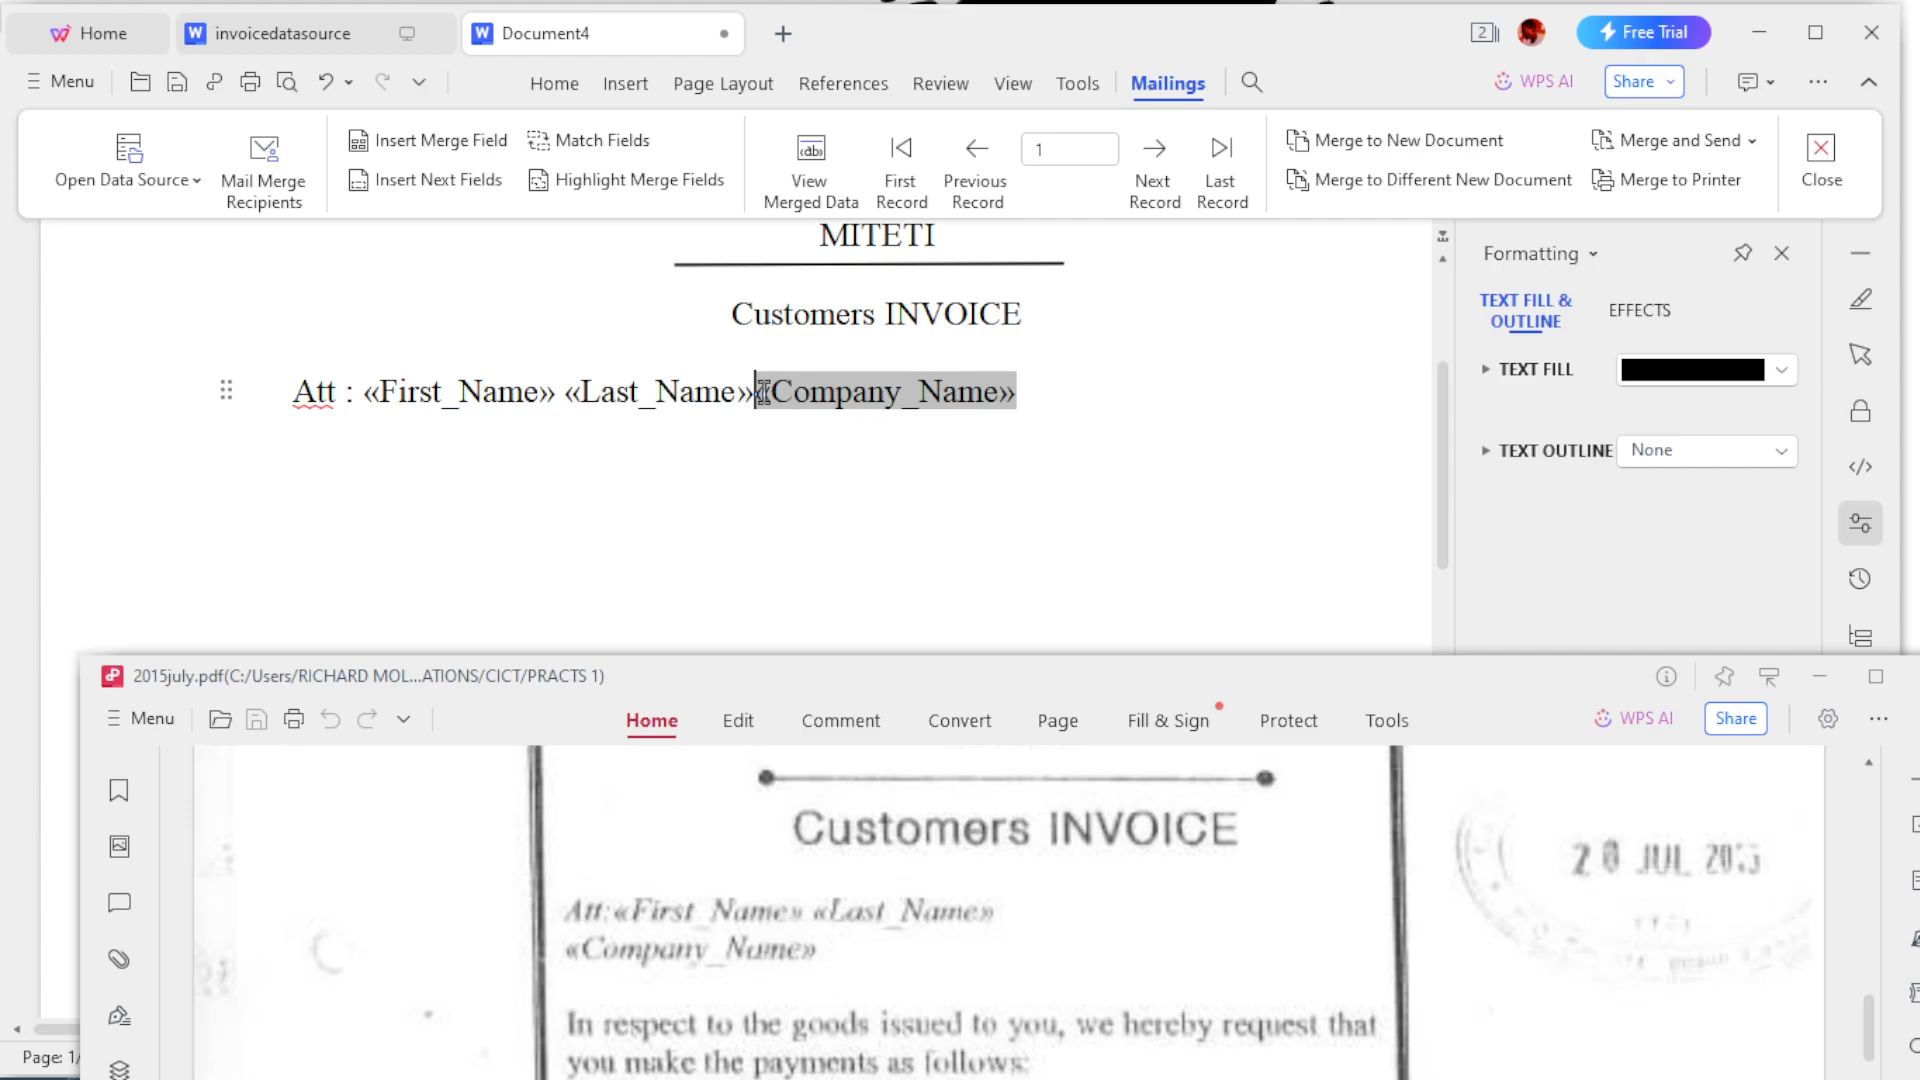 Home
invoicedatasource
Document4
2
Free Trial
Menu
Home
Insert
Page Layout
References
Review
View
Tools
Mailings
WPS AI
Share
Open Data Source
Mail Merge
Recipients
Insert Merge Field
Match Fields
Insert Next Fields
Highlight Merge Fields
View
Merged Data
First
Record
Previous
Record
1
Next
Record
Last
Record
Merge to New Document
Merge to Different New Document
Merge and Send
Merge to Printer
Close
MITETI
Customers INVOICE
Att : «First_Name» «Last_Name»«Company_Name»
Formatting
TEXT FILL &
OUTLINE
EFFECTS
TEXT FILL
TEXT OUTLINE
None
Page: 1/
2015july.pdf(C:/Users/RICHARD MOL...ATIONS/CICT/PRACTS 1)
Menu
Home
Edit
Comment
Convert
Page
Fill & Sign
Protect
Tools
WPS AI
Share
Customers INVOICE
Att:«First_Name» «Last_Name»
«Company_Name»
In respect to the goods issued to you, we hereby request that
you make the payments as follows:
JUL